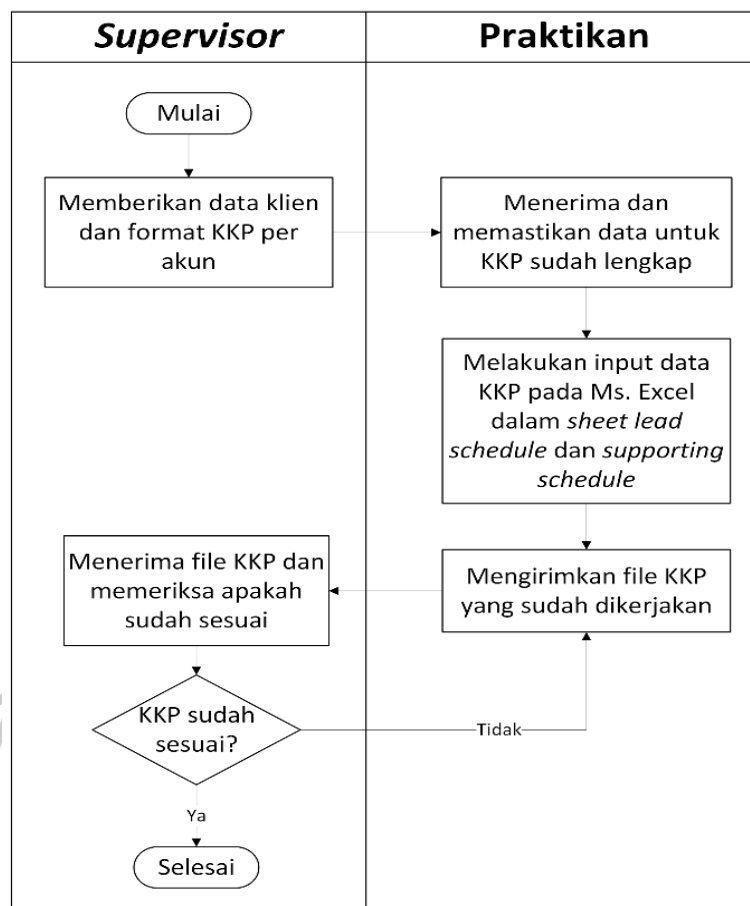 Supervisor
Praktikan
Mulai
Memberikan data klien
dan format KKP per
akun
Menerima dan
memastikan data untuk
KKP sudah lengkap
Melakukan input data
KKP pada Ms. Excel
dalam sheet lead
schedule dan supporting
schedule
Mengirimkan file KKP
yang sudah dikerjakan
Menerima file KKP dan
memeriksa apakah
sudah sesuai
KKP sudah
sesuai?
Tidak
Ya
Selesai